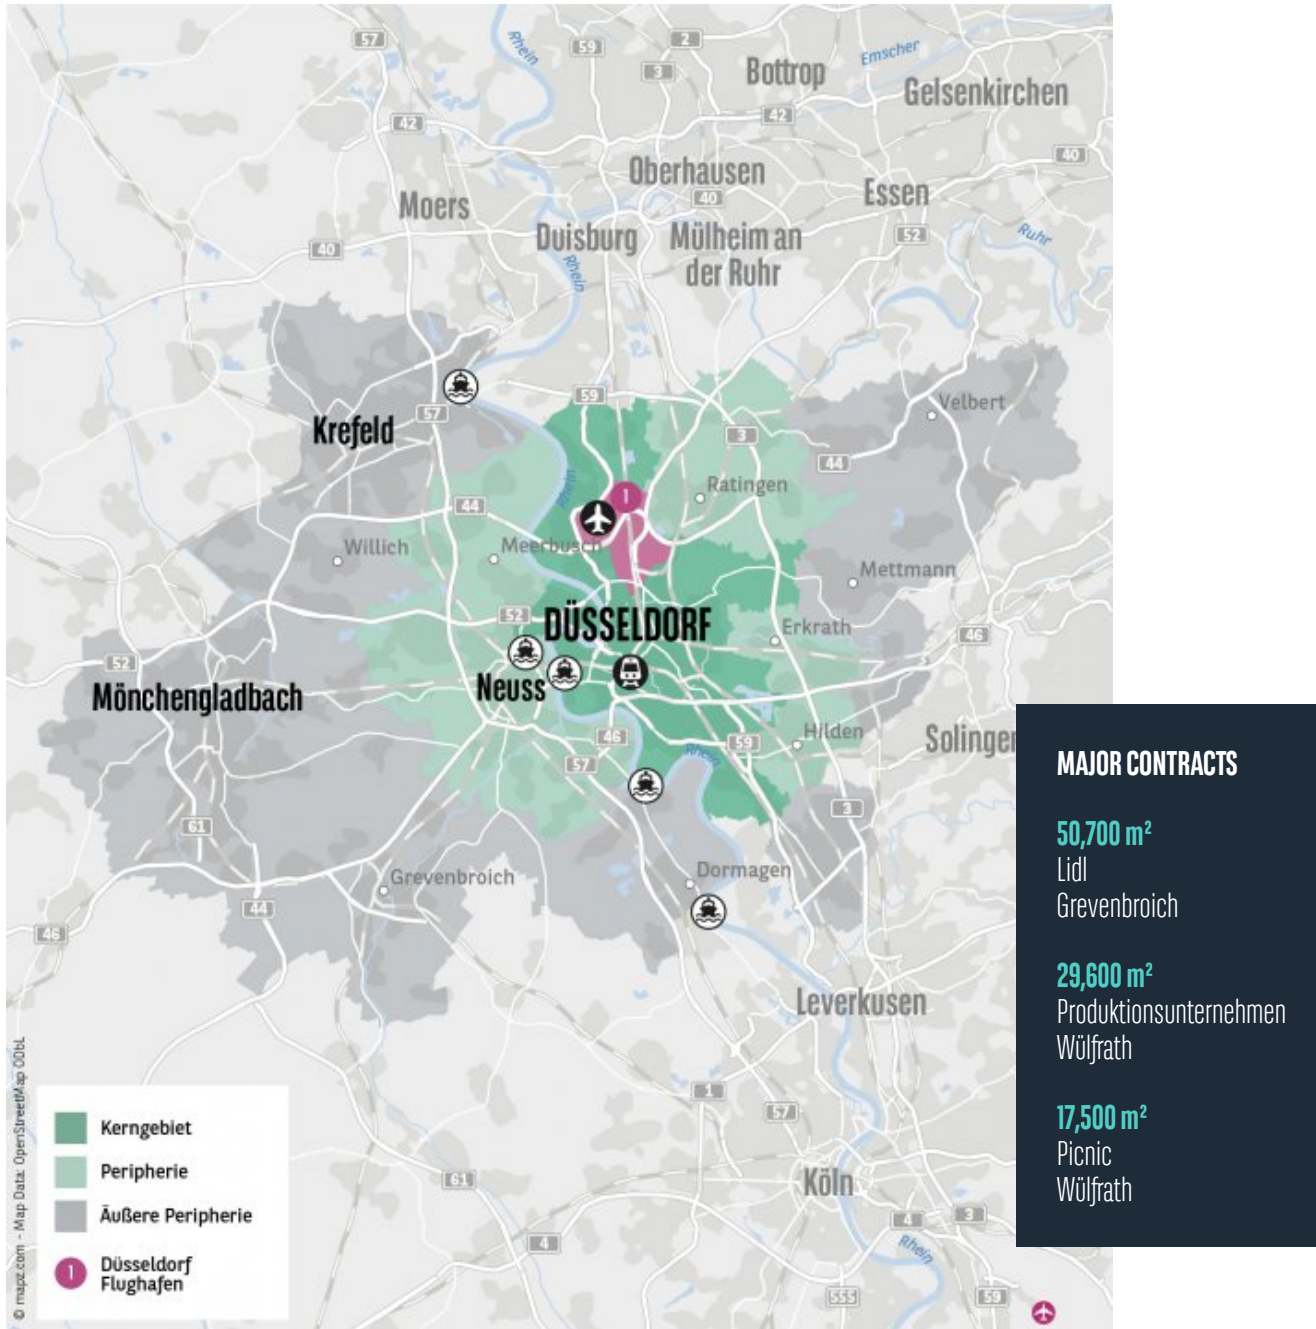 57
Rhein
59
2
3
Bottrop
Emscher
Gelsenkirchen
42
42
40
Oberhausen
40
Essen
Moers
Duisburg
Mülheim an
der Ruhr
52
Ruhr
40
Rhein
59
Velbert
57
Krefeld
3
44
Rhein
1
Ratingen
44
Willich
Meerbusch
Mettmann
52
DÜSSELDORF
Erkrath
46
52
Neuss
Mönchengladbach
46
59
Hilden
Solingen
57
Rhein
61
3
Dormagen
Grevenbroich
44
46
Leverkusen
1
57
61
Köln
4
3
4
Rhein
555
59
Kerngebiet
Peripherie
Äußere Peripherie
1
Düsseldorf
Flughafen
© mapz.com - Map Data: OpenStreetMap ODbL
MAJOR CONTRACTS
50,700 m²
Lidl
Grevenbroich
29,600 m²
Produktionsunternehmen
Wülfrath
17,500 m²
Picnic
Wülfrath